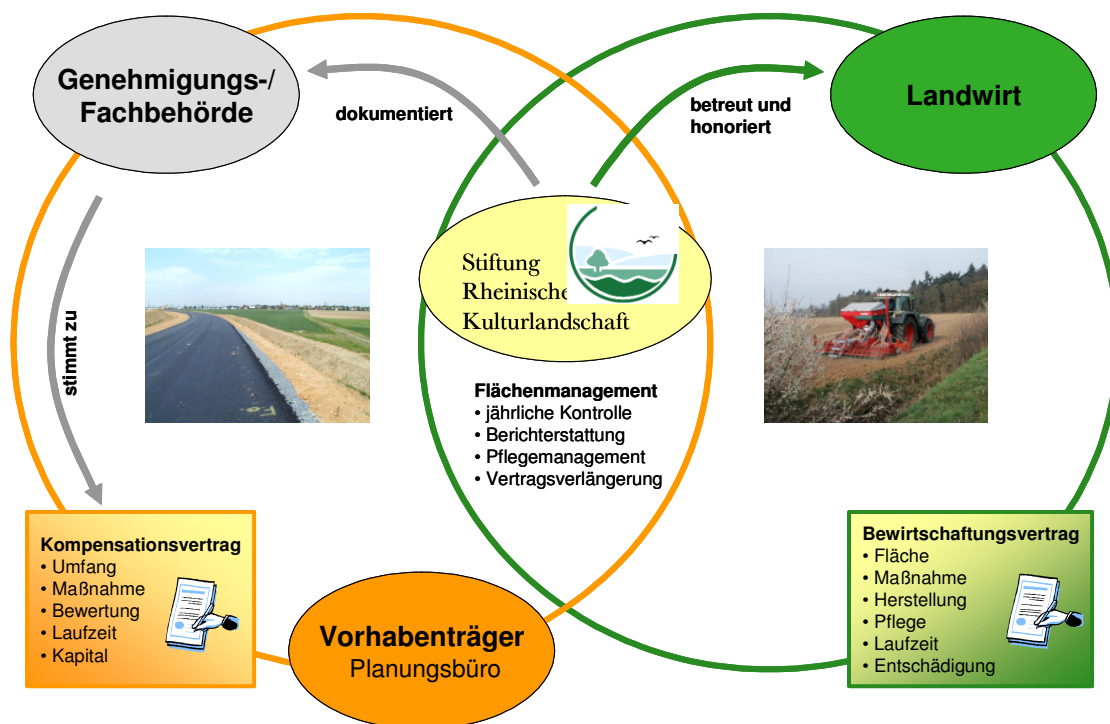 Genehmigungs-/
Fachbehörde
dokumentiert
betreut und
honoriert
Landwirt
Stiftung
Rheinische
Kulturlandschaft
stimmt zu
Flächenmanagement
• jährliche Kontrolle
• Berichterstattung
• Pflegemanagement
• Vertragsverlängerung
Kompensationsvertrag
• Umfang
• Maßnahme
• Bewertung
• Laufzeit
• Kapital
Vorhabenträger
Planungsbüro
Bewirtschaftungsvertrag
• Fläche
• Maßnahme
• Herstellung
• Pflege
• Laufzeit
• Entschädigung